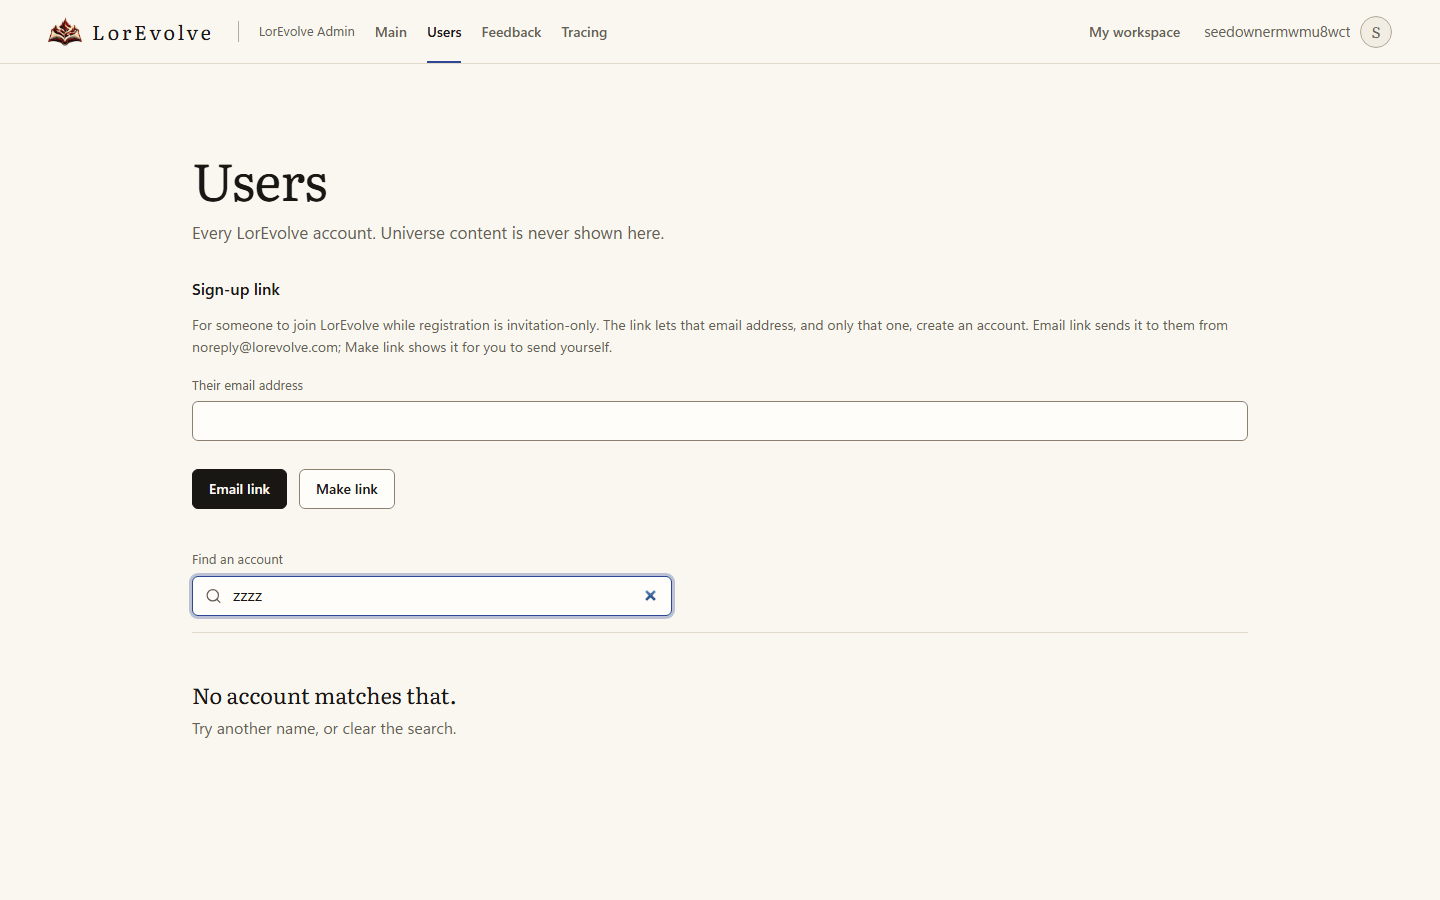 LorEvolve
LorEvolve Admin
Main
Users
Feedback
Tracing
My workspace
seedownermwmu8wct
S
Users
Every LorEvolve account. Universe content is never shown here.
Sign-up link
For someone to join LorEvolve while registration is invitation-only. The link lets that email address, and only that one, create an account. Email link sends it to them from
noreply@lorevolve.com; Make link shows it for you to send yourself.
Their email address
Email link
Make link
Find an account
zzzz
No account matches that.
Try another name, or clear the search.